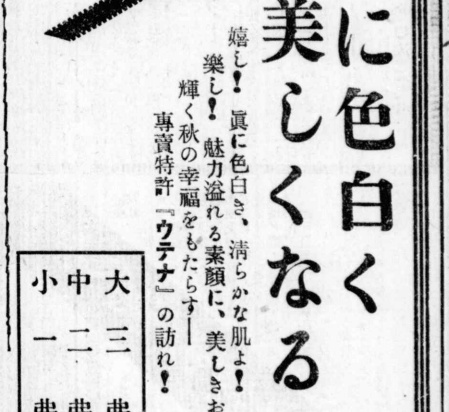 に色白く
美しくなる
嬉し！眞に色白き、淸らかな肌よ！
樂し！魅力溢れる素顏に、美しきお
輝く秋の幸福をもたらす―
專賣特許『ウテナ』の訪れ！
大三
中二
小一